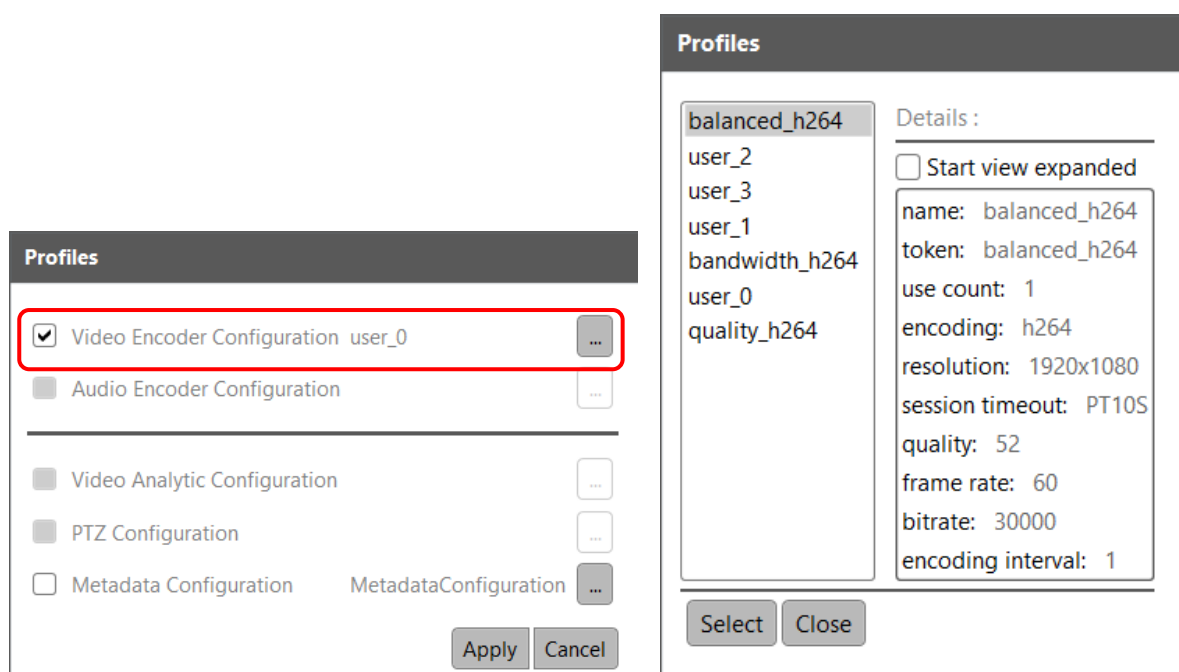 Profiles
Video Encoder Configuration user_0 ...
Audio Encoder Configuration ...
Video Analytic Configuration ...
PTZ Configuration ...
Metadata Configuration MetadataConfiguration ...
Apply Cancel
Profiles
balanced_h264
user_2
user_3
user_1
bandwidth_h264
user_0
quality_h264
Details :
Start view expanded
name: balanced_h264
token: balanced_h264
use count: 1
encoding: h264
resolution: 1920x1080
session timeout: PT10S
quality: 52
frame rate: 60
bitrate: 30000
encoding interval: 1
Select Close